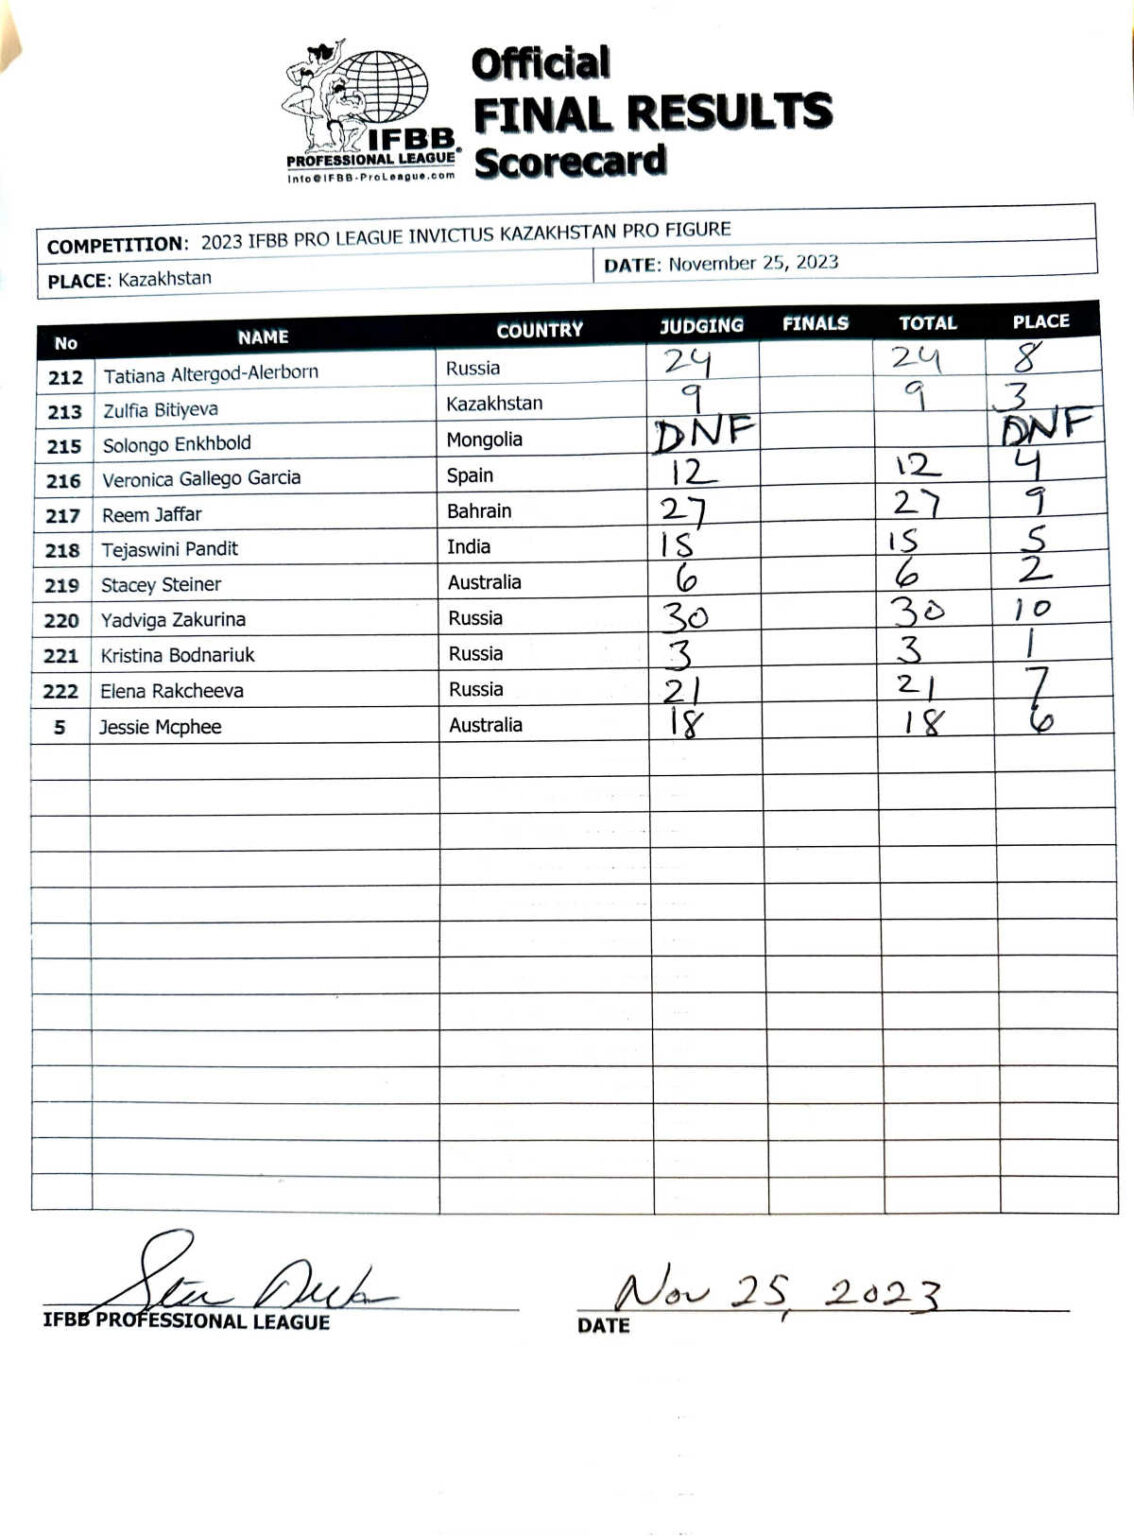 Official
FINAL RESULTS
Scorecard
IFBB
PROFESSIONAL LEAGUE®
Info@IFBB-ProLeague.com
COMPETITION: 2023 IFBB PRO LEAGUE INVICTUS KAZAKHSTAN PRO FIGURE
PLACE: Kazakhstan DATE: November 25, 2023
No NAME COUNTRY JUDGING FINALS TOTAL PLACE
212 Tatiana Altergod-Alerborn Russia 24 24 8
213 Zulfia Bitiyeva Kazakhstan 9 9 3
215 Solongo Enkhbold Mongolia DNF DNF
216 Veronica Gallego Garcia Spain 12 12 4
217 Reem Jaffar Bahrain 27 27 9
218 Tejaswini Pandit India 15 15 5
219 Stacey Steiner Australia 6 6 2
220 Yadviga Zakurina Russia 30 30 10
221 Kristina Bodnariuk Russia 3 3 1
222 Elena Rakcheeva Russia 21 21 7
5 Jessie Mcphee Australia 18 18 6
Nov 25, 2023
IFBB PROFESSIONAL LEAGUE DATE